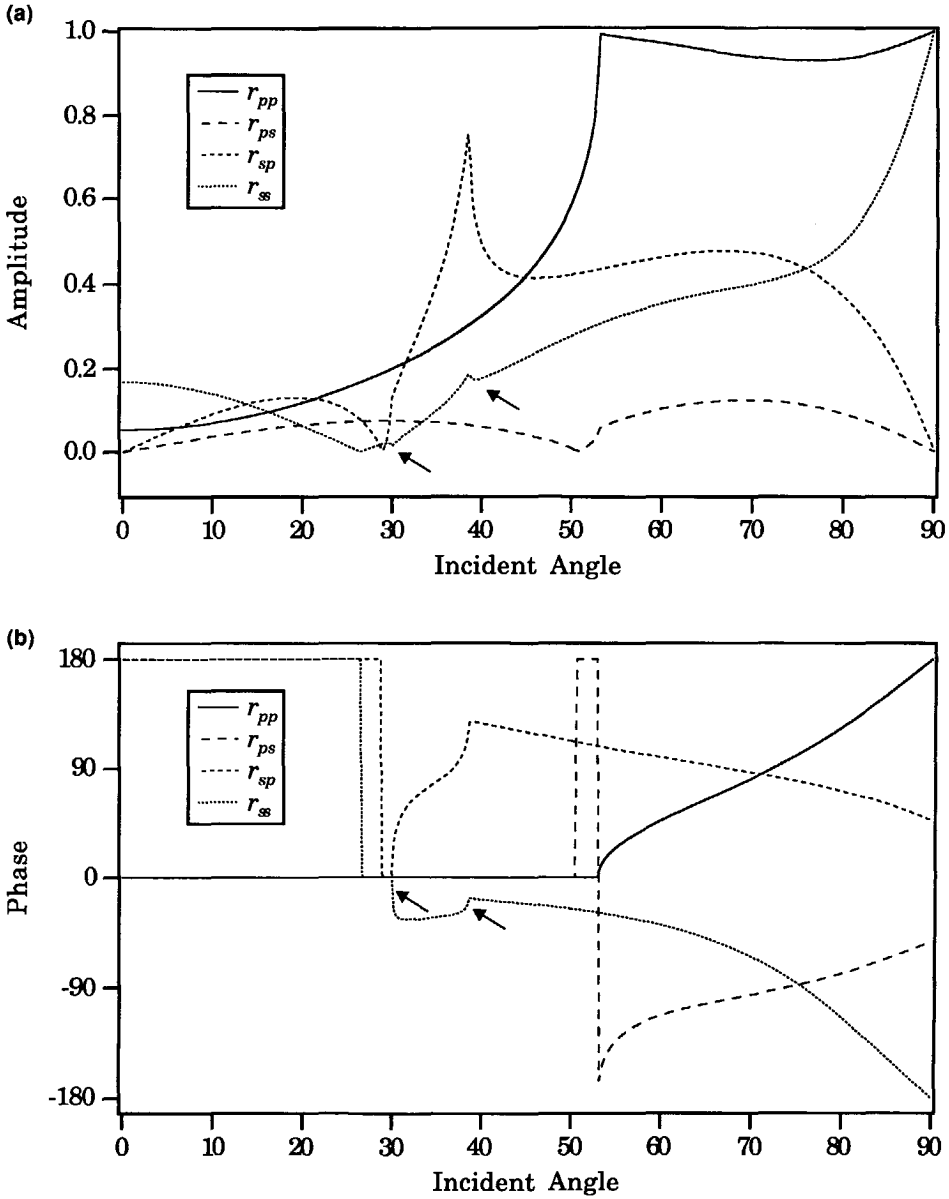 (a)
1.0
0.8
0.6
0.4
0.2
0.0
Amplitude
r_pp
r_ps
r_sp
r_ss
0 10 20 30 40 50 60 70 80 90
Incident Angle
(b)
180
90
0
-90
-180
Phase
r_pp
r_ps
r_sp
r_ss
0 10 20 30 40 50 60 70 80 90
Incident Angle